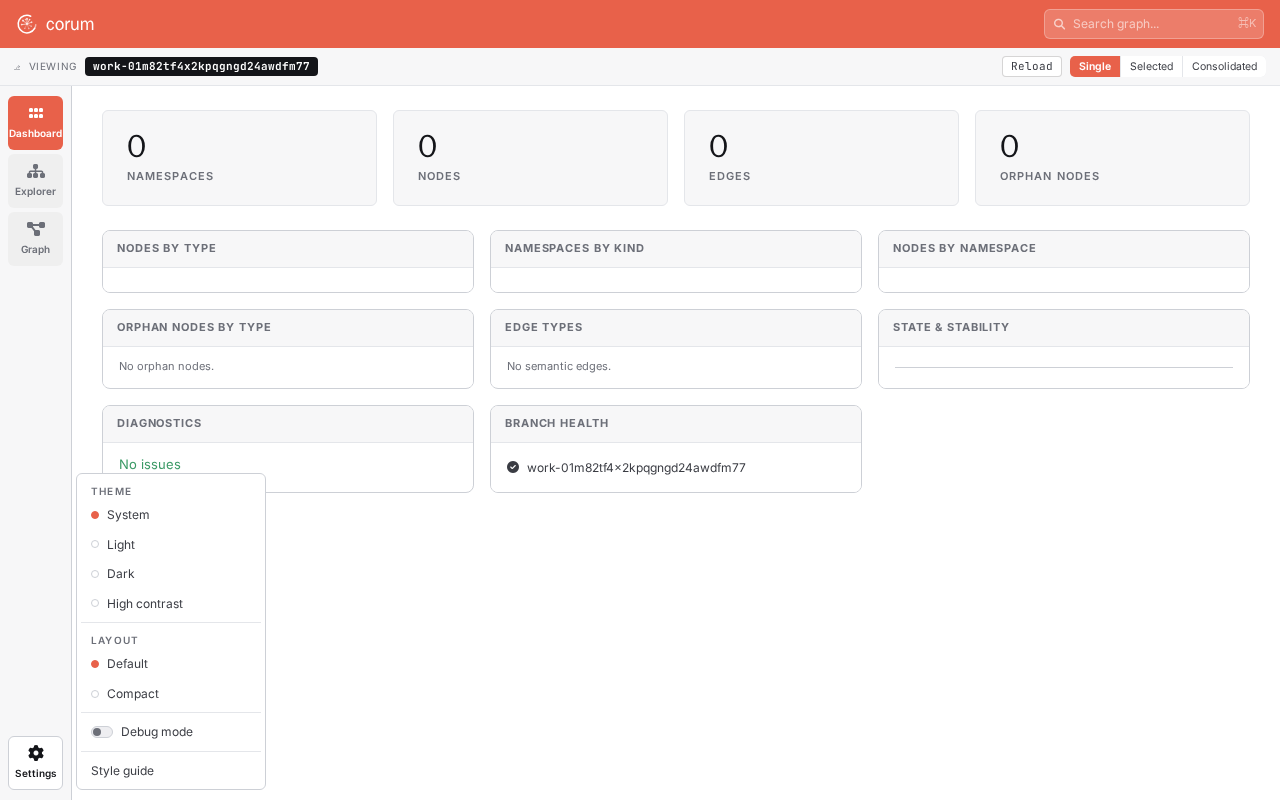 corum
Search graph... ⌘K
VIEWING work-01m82tf4x2kpqgngd24awdfm77
Reload Single Selected Consolidated
Dashboard
Explorer
Graph
0
NAMESPACES
0
NODES
0
EDGES
0
ORPHAN NODES
NODES BY TYPE
NAMESPACES BY KIND
NODES BY NAMESPACE
ORPHAN NODES BY TYPE
No orphan nodes.
EDGE TYPES
No semantic edges.
STATE & STABILITY
DIAGNOSTICS
No issues
BRANCH HEALTH
work-01m82tf4×2kpqgngd24awdfm77
THEME
System
Light
Dark
High contrast
LAYOUT
Default
Compact
Debug mode
Style guide
Settings